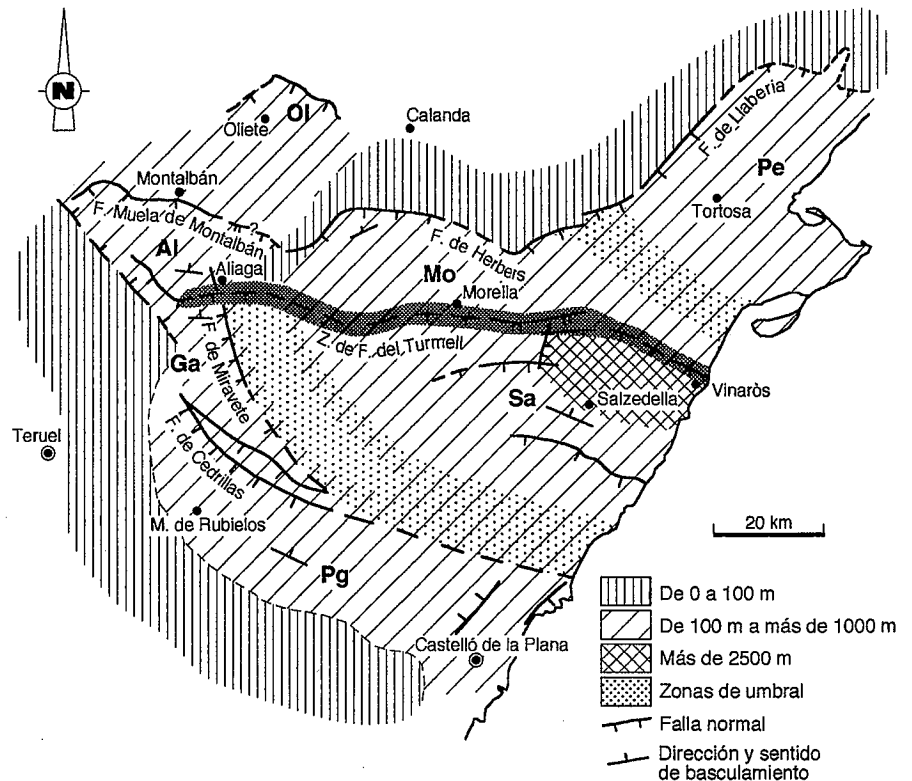 N
Ol
Oliete
Calanda
F. de Llaberia
Pe
Montalbán
Tortosa
F. Muela de Montalbán
?
F. de Herbers
Al
Aliaga
Mo
Morella
Z. de F. del Turmell
F. de Miravete
Ga
Vinaròs
Sa
Salzedella
Teruel
F. de Cedrillas
M. de Rubielos
20 km
Pg
Castelló de la Plana
De 0 a 100 m
De 100 m a más de 1000 m
Más de 2500 m
Zonas de umbral
Falla normal
Dirección y sentido
de basculamiento